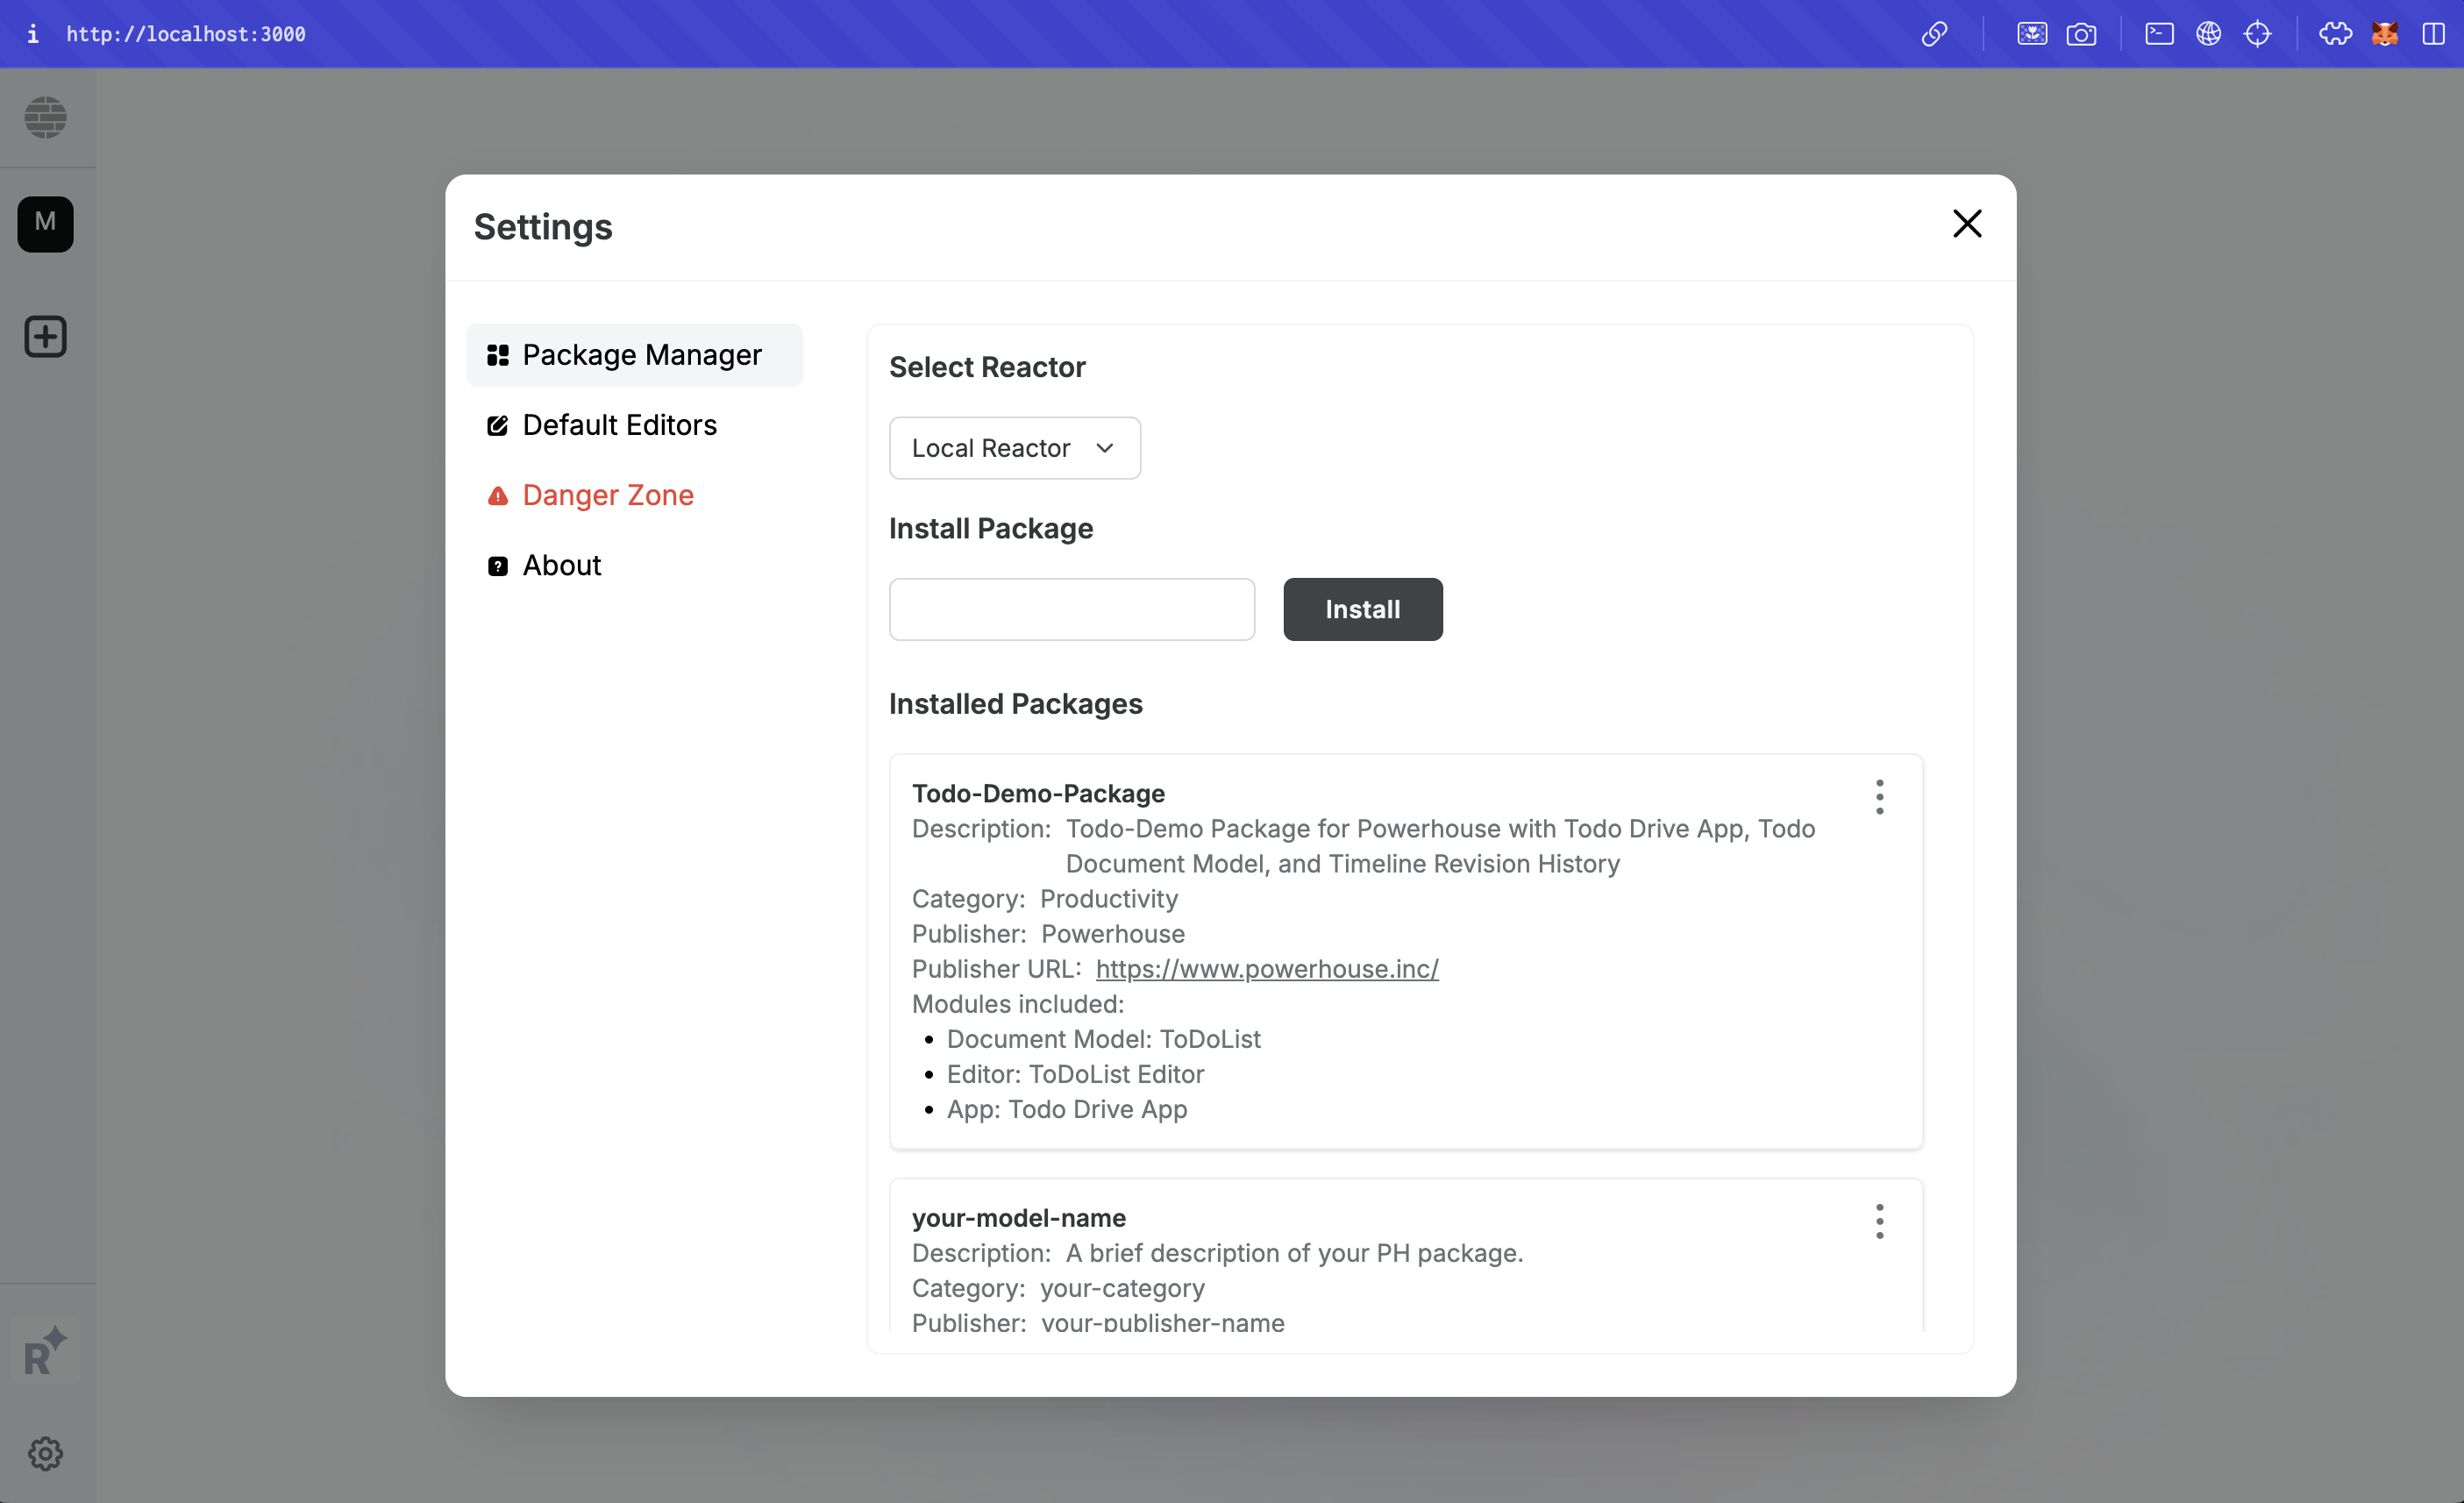 i http://localhost:3000
M
R
Settings
Package Manager
Default Editors
Danger Zone
About
Select Reactor
Local Reactor
Install Package
Install
Installed Packages
Todo-Demo-Package
Description: Todo-Demo Package for Powerhouse with Todo Drive App, Todo
Document Model, and Timeline Revision History
Category: Productivity
Publisher: Powerhouse
Publisher URL: https://www.powerhouse.inc/
Modules included:
• Document Model: ToDoList
• Editor: ToDoList Editor
• App: Todo Drive App
your-model-name
Description: A brief description of your PH package.
Category: your-category
Publisher: your-publisher-name